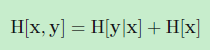 H[x, y] = H[y|x] + H[x]